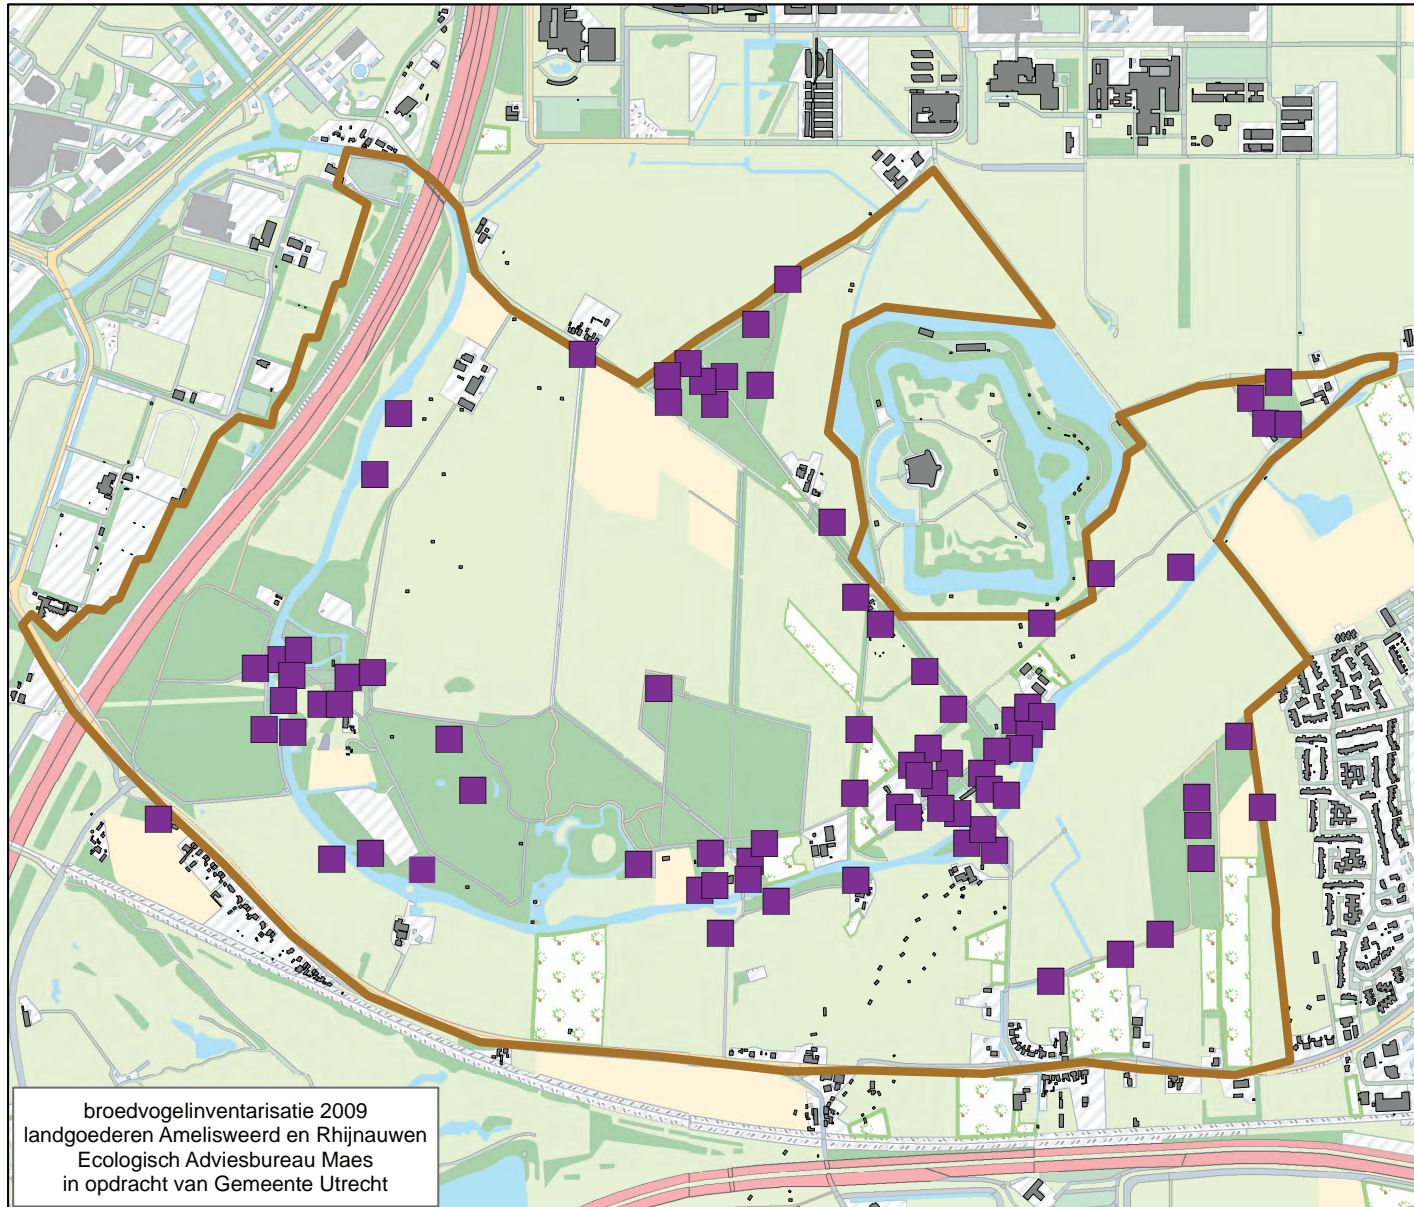 broedvogelinventarisatie 2009
landgoederen Amelisweerd en Rhijnauwen
Ecologisch Adviesbureau Maes
in opdracht van Gemeente Utrecht